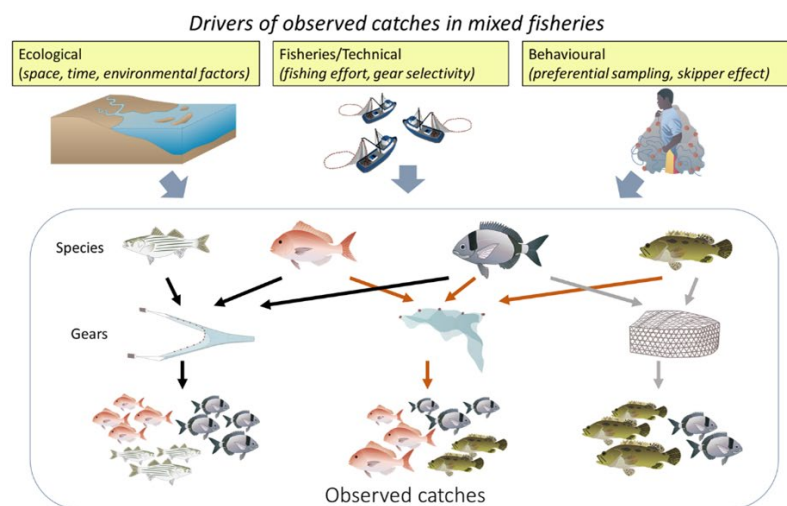 Drivers of observed catches in mixed fisheries
Ecological
(space, time, environmental factors)
Fisheries/Technical
(fishing effort, gear selectivity)
Behavioural
(preferential sampling, skipper effect)
Species
Gears
Observed catches